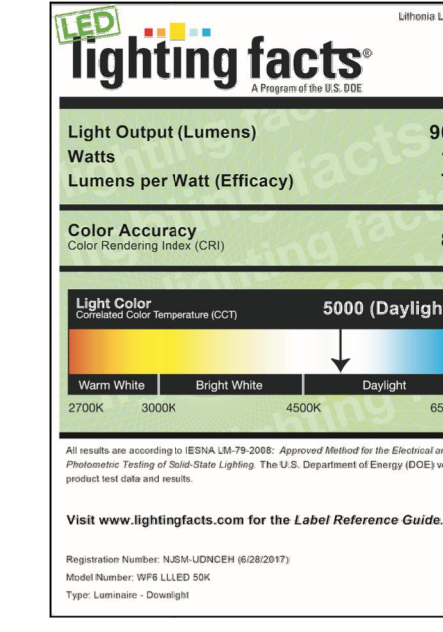 Lithonia L
LED
lighting facts®
A Program of the U.S. DOE
Light Output (Lumens) 90
Watts
Lumens per Watt (Efficacy)
Color Accuracy
Color Rendering Index (CRI)
Light Color
Correlated Color Temperature (CCT)
5000 (Dayligh
Warm White Bright White Daylight
2700K 3000K 4500K 65
All results are according to IESNA LM-79-2008: Approved Method for the Electrical an
Photometric Testing of Solid-State Lighting. The U.S. Department of Energy (DOE) ve
product test data and results.
Visit www.lightingfacts.com for the Label Reference Guide.
Registration Number: NJSM-UDNCEH (6/28/2017)
Model Number: WF6 LLLED 50K
Type: Luminaire - Downlight